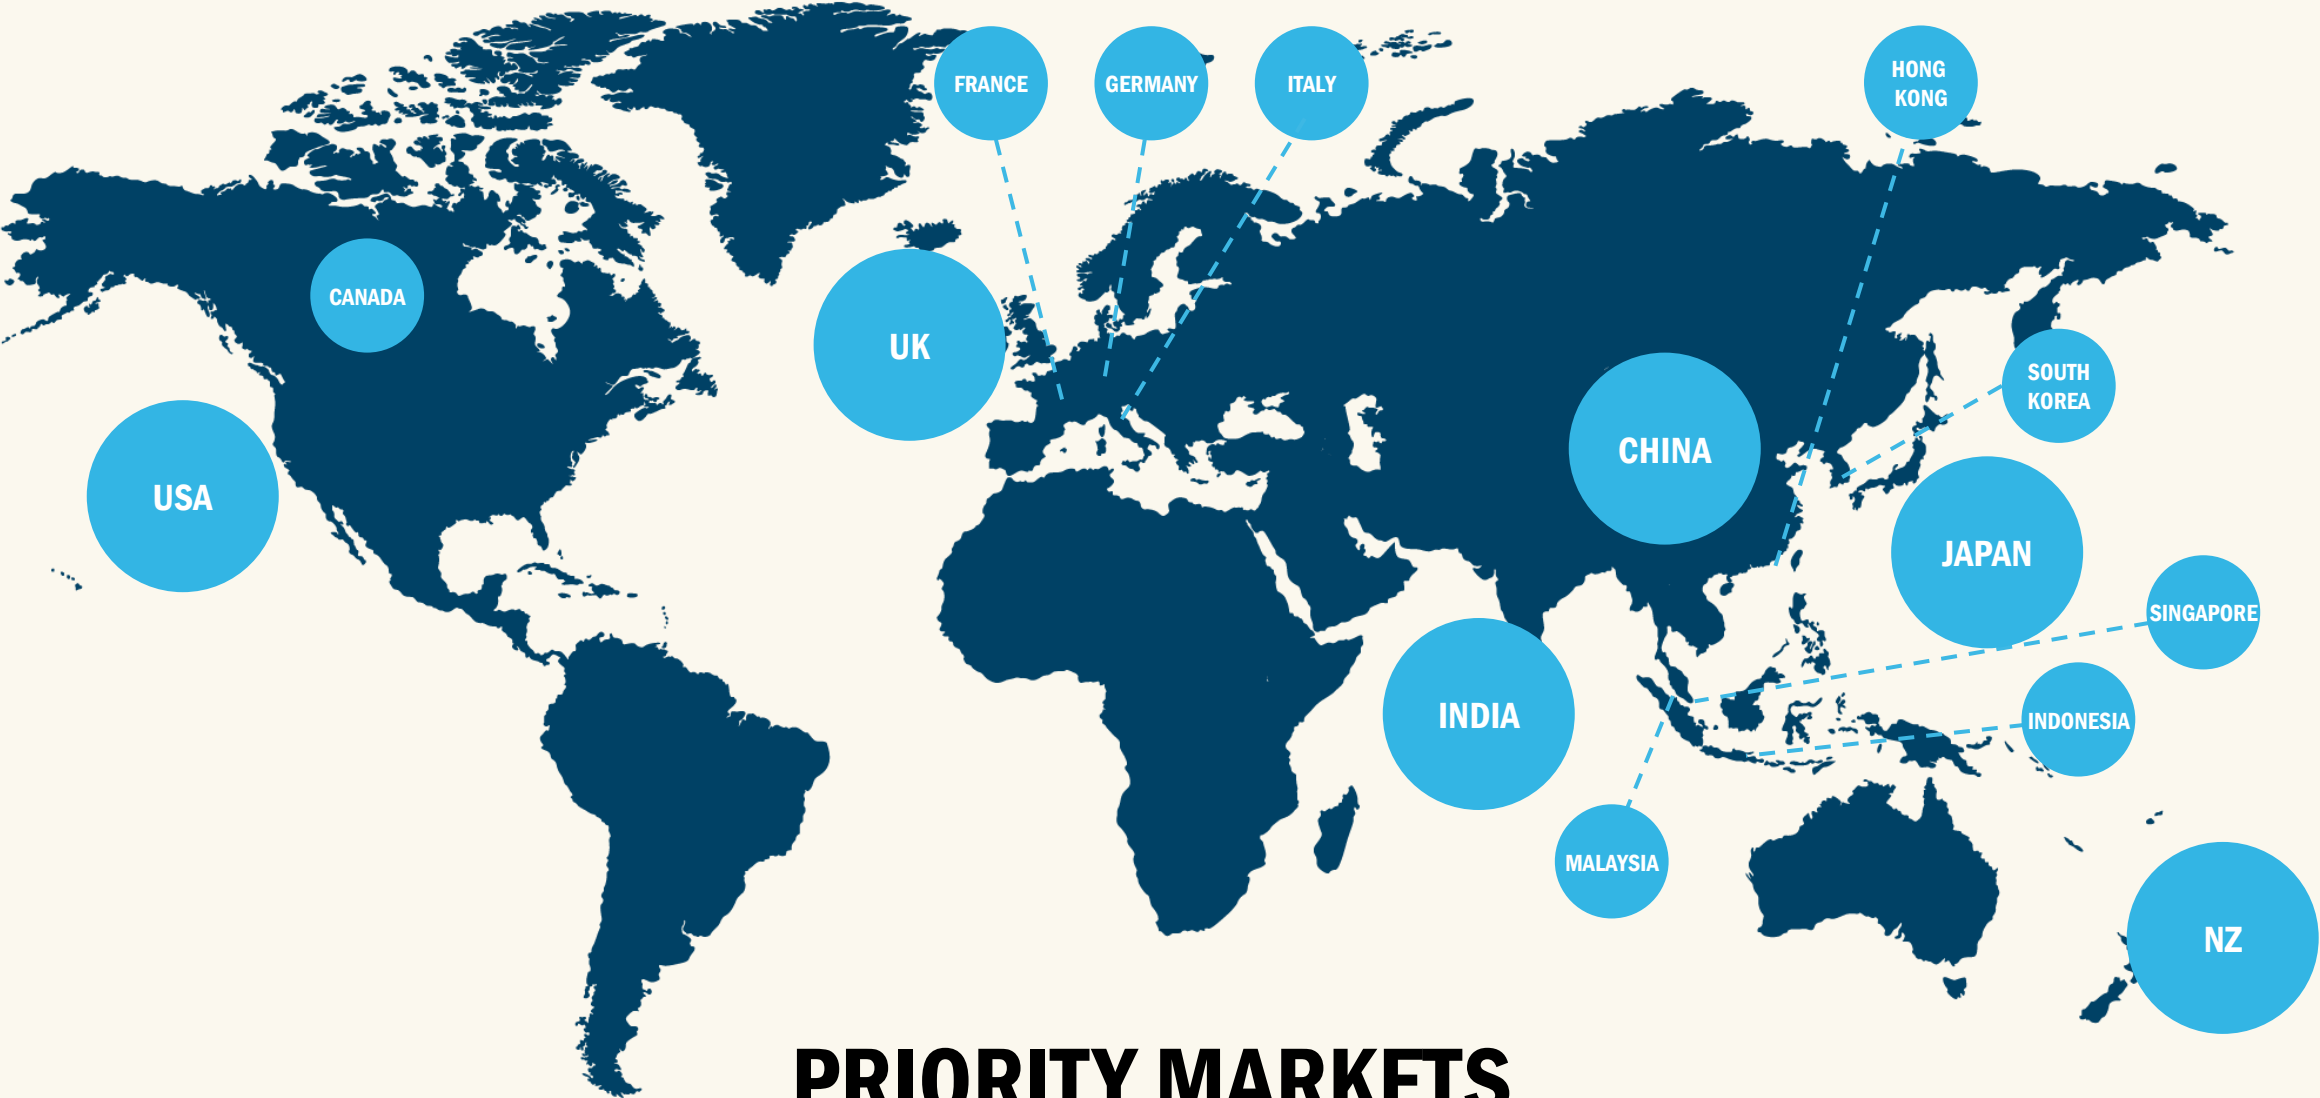 FRANCE
GERMANY
ITALY
HONG
KONG
CANADA
UK
SOUTH
KOREA
CHINA
USA
JAPAN
SINGAPORE
INDIA
INDONESIA
MALAYSIA
NZ
PRIORITY MARKETS